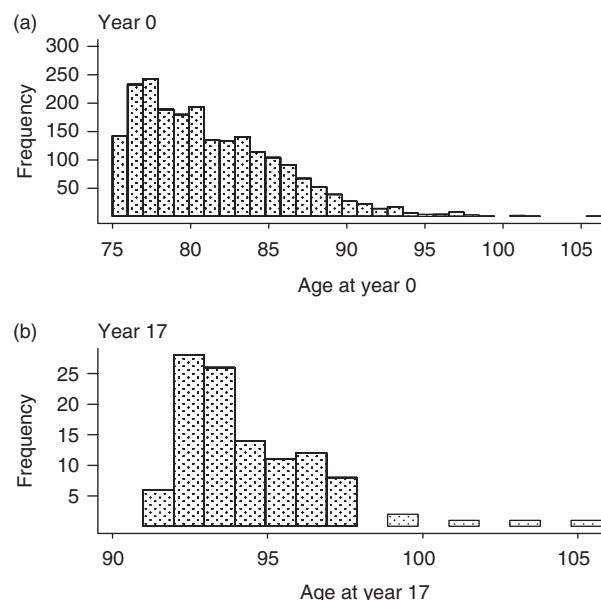 (a) Year 0
300
250
200
150
100
50
Frequency
75 80 85 90 95 100 105
Age at year 0
(b) Year 17
25
20
15
10
5
Frequency
90 95 100 105
Age at year 17